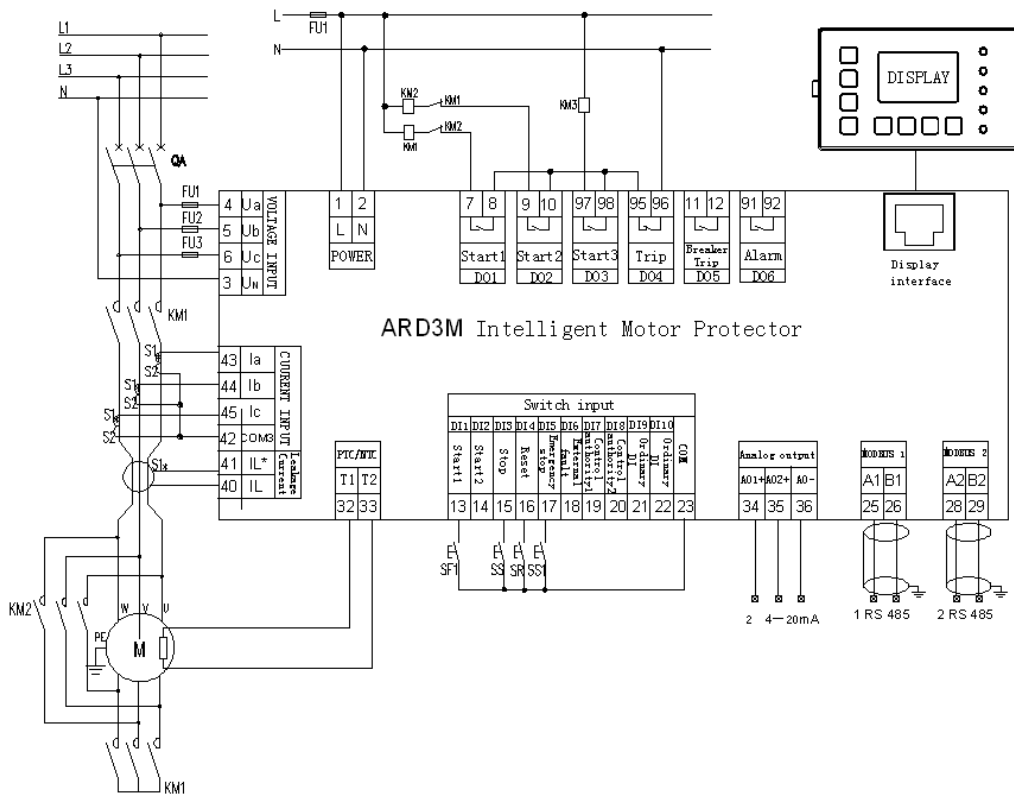 L
FU1
N
L1
L2
L3
N
QA
FU1
FU2
FU3
KM2
KM1
KM2
KM1
KM3
DISPLAY
4 Ua
5 Ub
6 Uc
3 UN
VOLTAGE INPUT
1 2
L N
POWER
7 8
Start1
DO1
9 10
Start2
DO2
97 98
Start3
DO3
95 96
Trip
DO4
11 12
Breaker
Trip
DO5
91 92
Alarm
DO6
Display
interface
KM1
ARD3M Intelligent Motor Protector
S1
S2
S1
S2
S1
S2
S1*
43 Ia
44 Ib
45 Ic
42 COM3
41 IL*
40 IL
CUURENT INPUT
Leakage
Current
PTC/NTC
T1 T2
32 33
Switch input
DI1 DI2 DI3 DI4 DI5 DI6 DI7 DI8 DI9 DI10 COM
Start1
Start2
Stop
Reset
Emergency
stop
External
fault
Control
authority1
Control
authority2
Ordinary
DI
Ordinary
DI
13 14 15 16 17 18 19 20 21 22 23
SF1 SS SR SS1
Analog output
AO1+ AO2+ AO-
34 35 36
2 4—20mA
MODBUS 1
A1 B1
25 26
1 RS 485
MODBUS 2
A2 B2
28 29
2 RS 485
KM2
W V U
PE
M
KM1